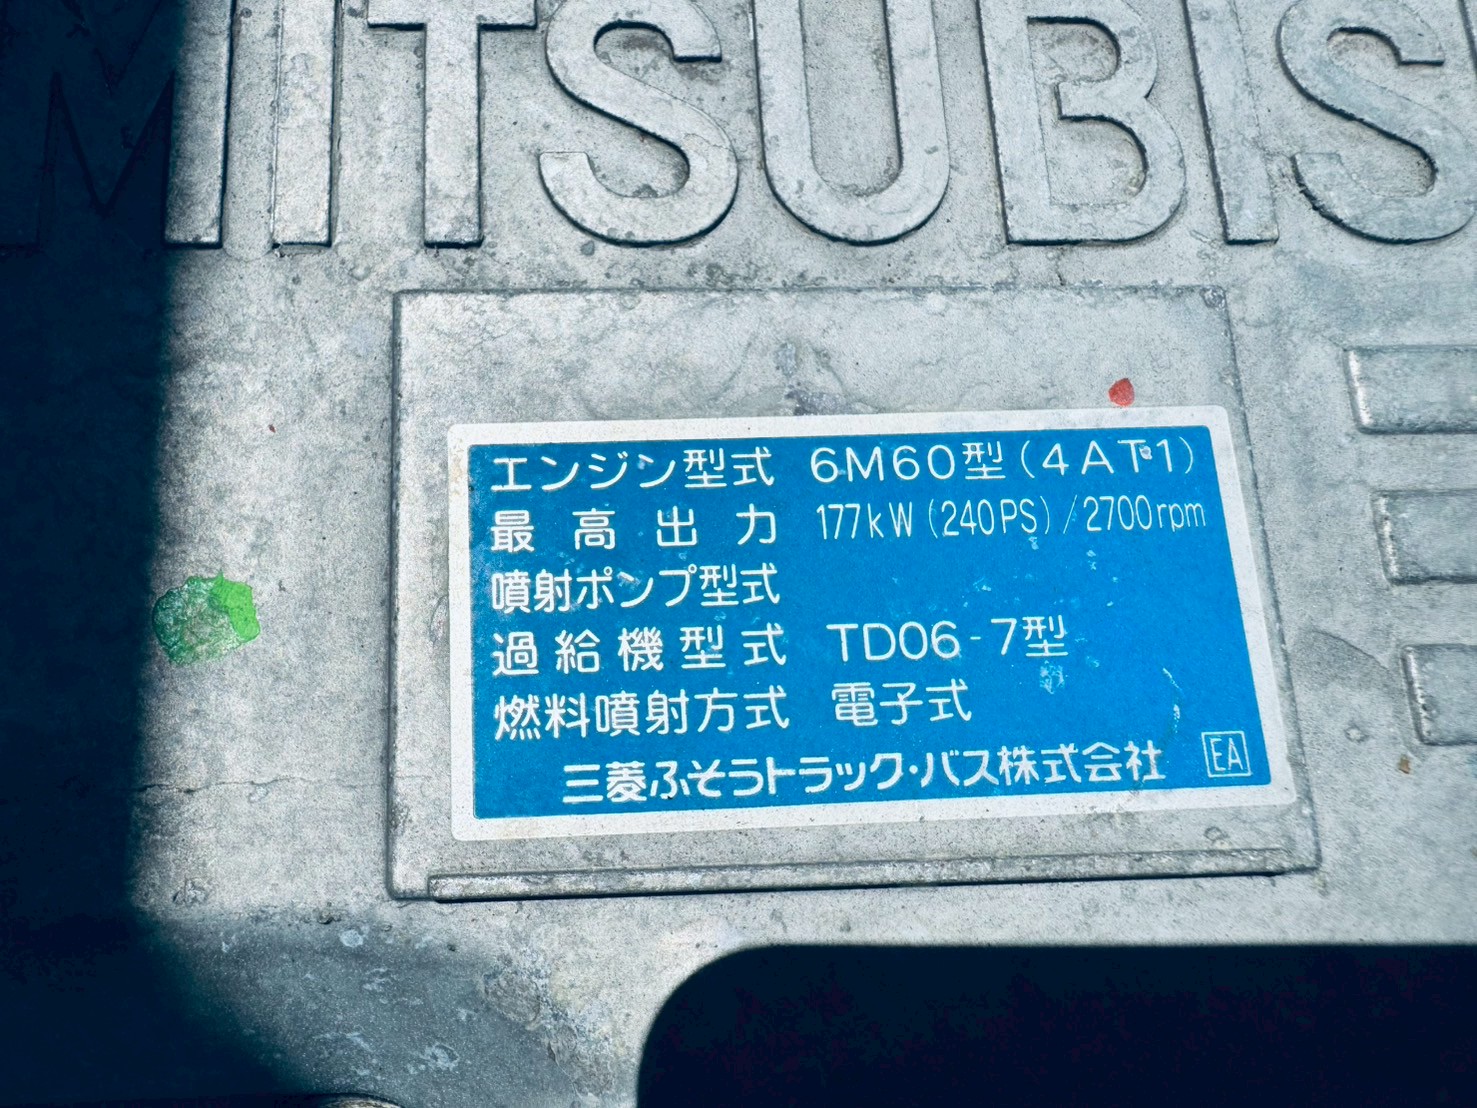 MITSUBIS
エンジン型式 6M60型(4AT1)
最高出力 177kW(240PS)/2700rpm
噴射ポンプ型式
過給機型式 TD06-7型
燃料噴射方式 電子式
三菱ふそうトラック・バス株式会社 EA